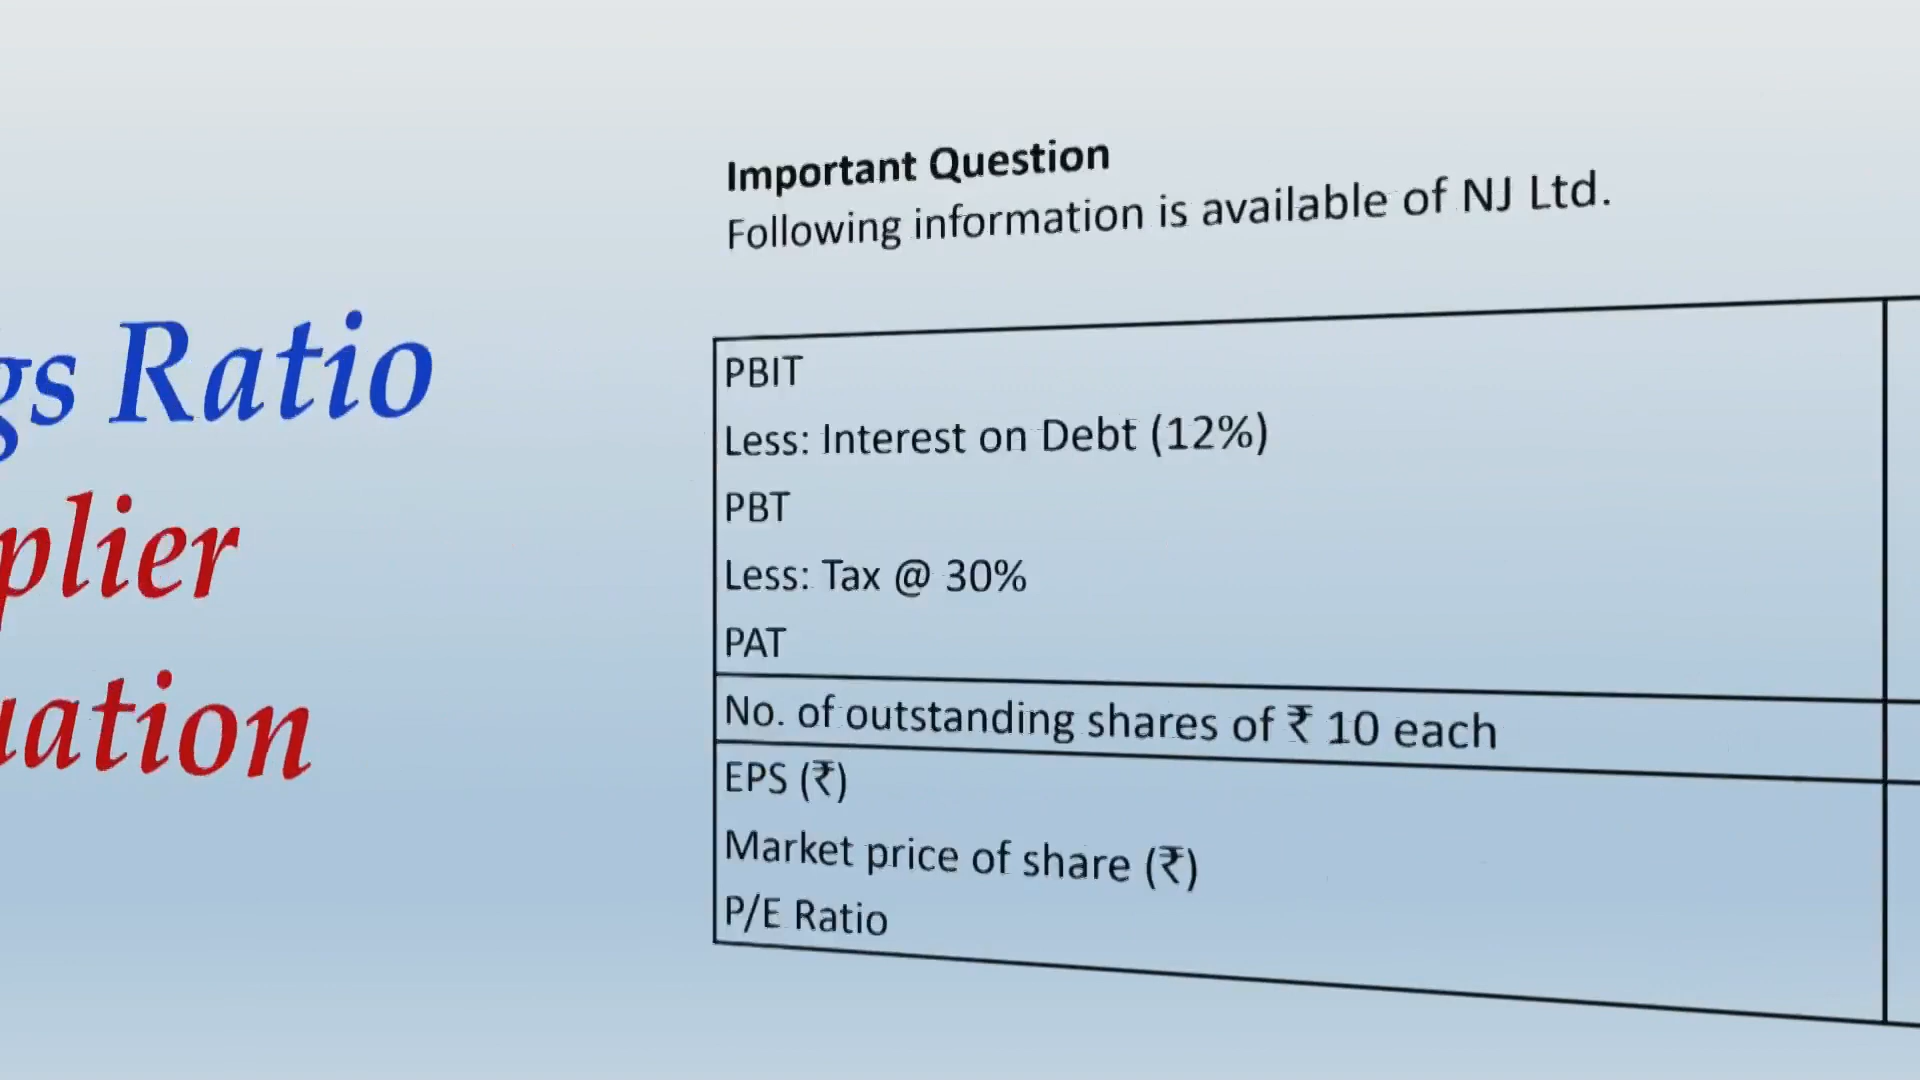 Important Question
Following information is available of NJ Ltd.
gs Ratio
plier
uation
PBIT
Less: Interest on Debt (12%)
PBT
Less: Tax @ 30%
PAT
No. of outstanding shares of ₹ 10 each
EPS (₹)
Market price of share (₹)
P/E Ratio